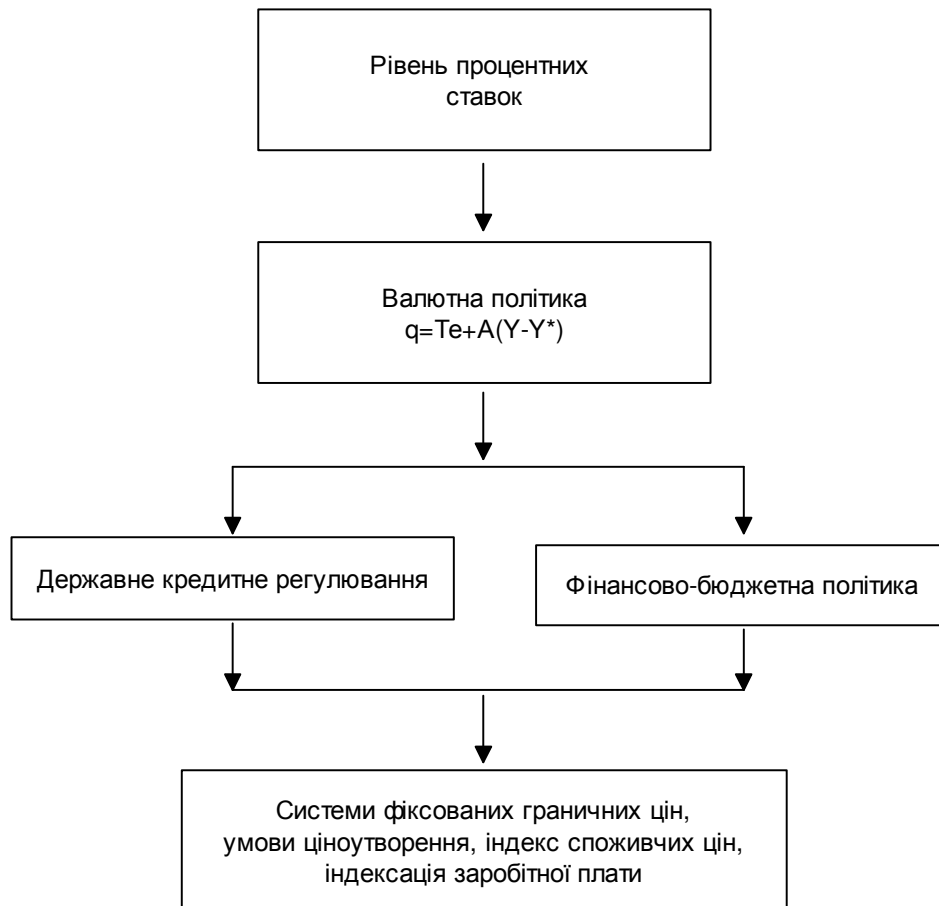 Рівень процентних
ставок
Валютна політика
q=Te+A(Y-Y*)
Державне кредитне регулювання
Фінансово-бюджетна політика
Системи фіксованих граничних цін,
умови ціноутворення, індекс споживчих цін,
індексація заробітної плати